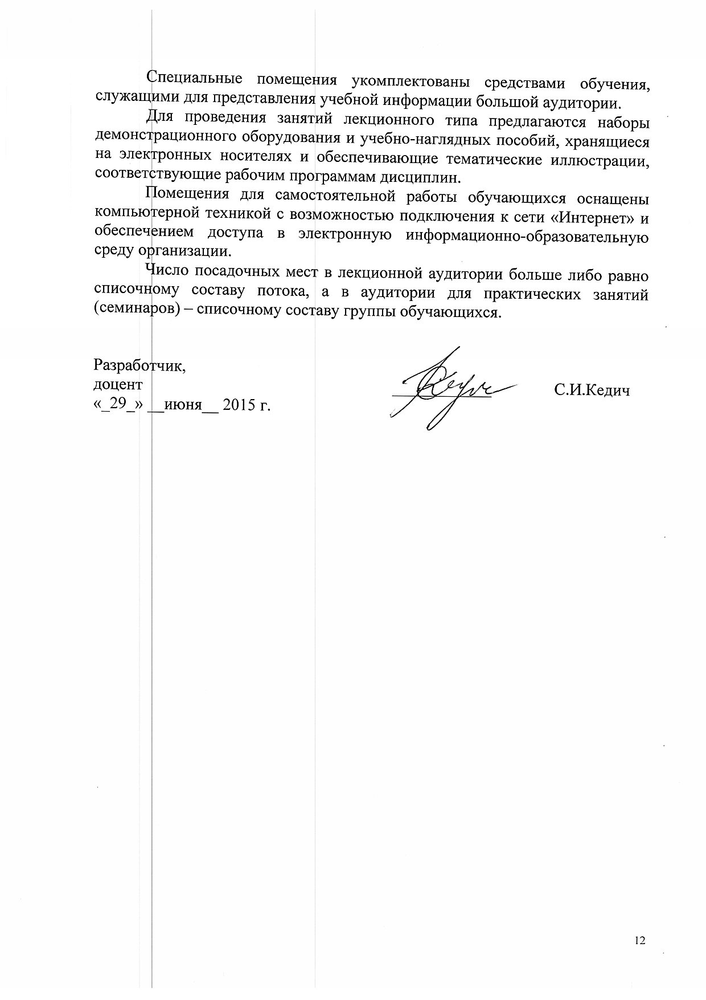 Специальные помещения укомплектованы средствами обучения,
служащими для представления учебной информации большой аудитории.
Для проведения занятий лекционного типа предлагаются наборы
демонстрационного оборудования и учебно-наглядных пособий, хранящиеся
на электронных носителях и обеспечивающие тематические иллюстрации,
соответствующие рабочим программам дисциплин.
Помещения для самостоятельной работы обучающихся оснащены
компьютерной техникой с возможностью подключения к сети «Интернет» и
обеспечением доступа в электронную информационно-образовательную
среду организации.
Число посадочных мест в лекционной аудитории больше либо равно
списочному составу потока, а в аудитории для практических занятий
(семинаров) – списочному составу группы обучающихся.
Разработчик,
доцент
С.И.Кедич
«_29_» __июня__ 2015 г.
12